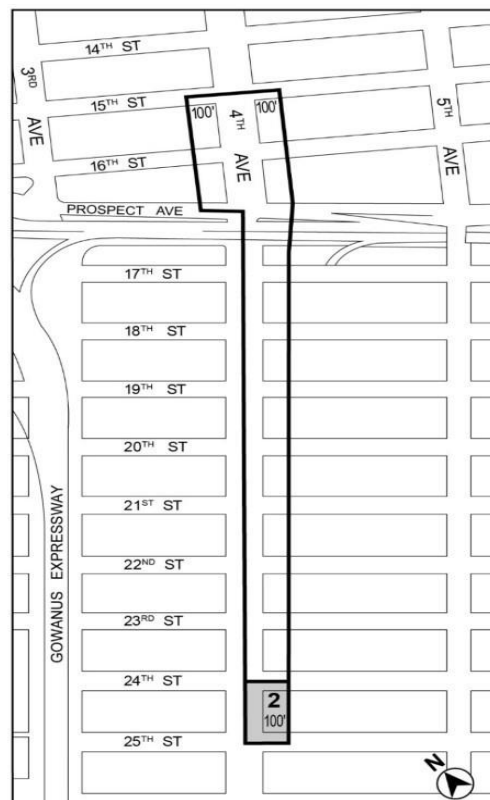 14TH ST
3RD AVE
15TH ST
100'
4TH AVE
100'
5TH AVE
16TH ST
PROSPECT AVE
17TH ST
18TH ST
19TH ST
20TH ST
21ST ST
GOWANUS EXPRESSWAY
22ND ST
23RD ST
24TH ST
2
100'
25TH ST
N